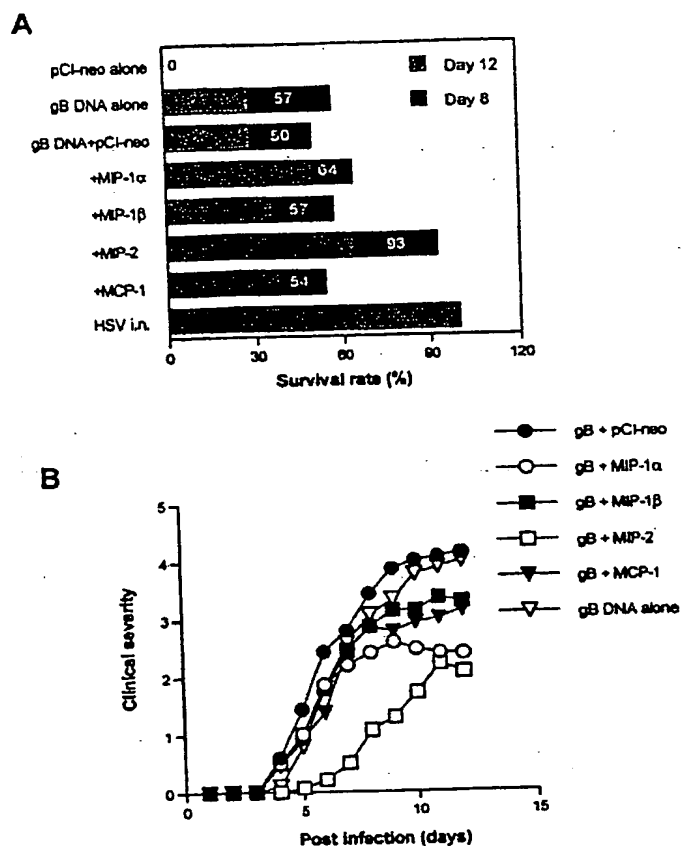 A
pCI-neo alone
0
Day 12
gB DNA alone
57
Day 8
gB DNA+pCI-neo
50
+MIP-1α
64
+MIP-1β
57
+MIP-2
93
+MCP-1
54
HSV i.n.
0 30 60 90 120
Survival rate (%)
B
gB + pCI-neo
gB + MIP-1α
gB + MIP-1β
gB + MIP-2
gB + MCP-1
gB DNA alone
5
4
3
2
1
0
Clinical severity
0 5 10 15
Post infection (days)